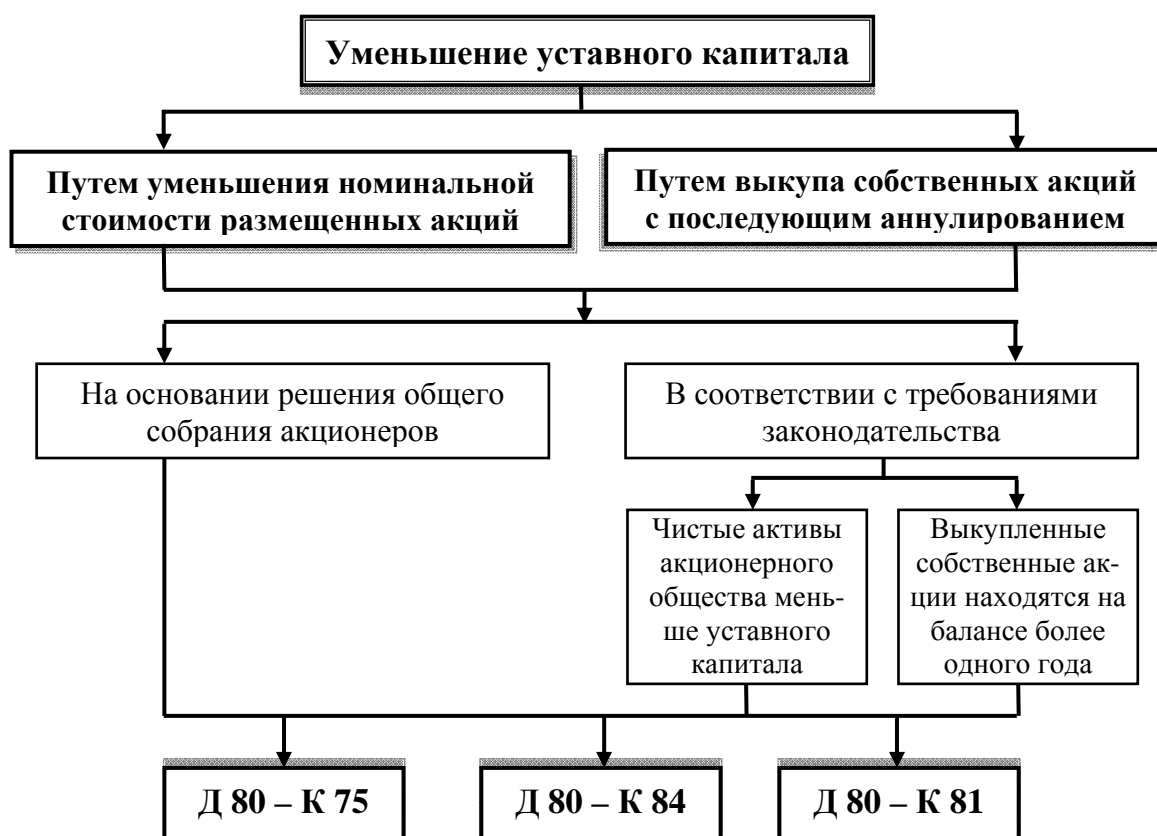 Уменьшение уставного капитала
Путем уменьшения номинальной
стоимости размещенных акций
Путем выкупа собственных акций
с последующим аннулированием
На основании решения общего
собрания акционеров
В соответствии с требованиями
законодательства
Чистые активы
акционерного
общества мень-
ше уставного
капитала
Выкупленные
собственные ак-
ции находятся на
балансе более
одного года
Д 80 – К 75
Д 80 – К 84
Д 80 – К 81